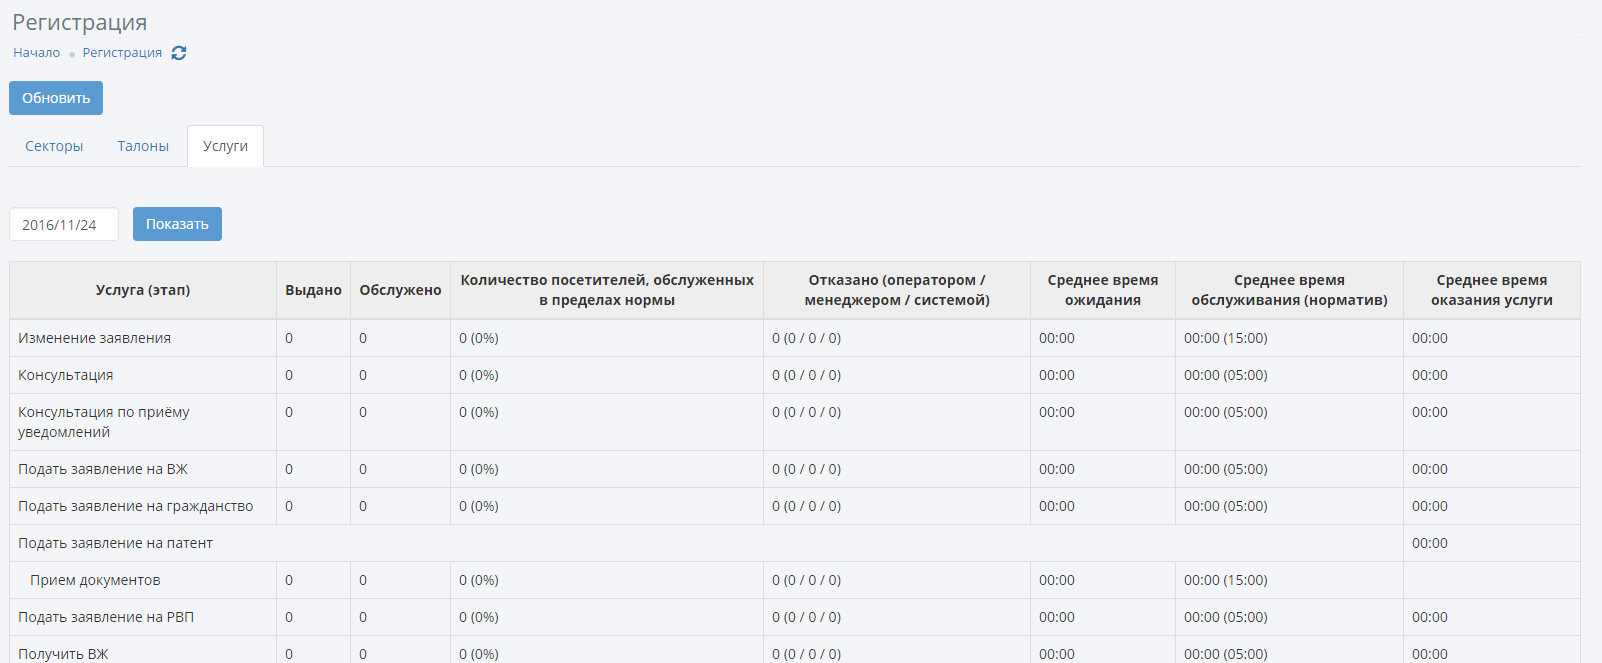 Регистрация
Начало Регистрация
Обновить
Секторы Талоны Услуги
2016/11/24 Показать
Услуга (этап) Выдано Обслужено Количество посетителей, обслуженных в пределах нормы Отказано (оператором / менеджером / системой) Среднее время ожидания Среднее время обслуживания (норматив) Среднее время оказания услуги
Изменение заявления 0 0 0 (0%) 0 (0 / 0 / 0) 00:00 00:00 (15:00) 00:00
Консультация 0 0 0 (0%) 0 (0 / 0 / 0) 00:00 00:00 (05:00) 00:00
Консультация по приёму уведомлений 0 0 0 (0%) 0 (0 / 0 / 0) 00:00 00:00 (05:00) 00:00
Подать заявление на ВЖ 0 0 0 (0%) 0 (0 / 0 / 0) 00:00 00:00 (05:00) 00:00
Подать заявление на гражданство 0 0 0 (0%) 0 (0 / 0 / 0) 00:00 00:00 (05:00) 00:00
Подать заявление на патент 00:00
Прием документов 0 0 0 (0%) 0 (0 / 0 / 0) 00:00 00:00 (15:00)
Подать заявление на РВП 0 0 0 (0%) 0 (0 / 0 / 0) 00:00 00:00 (05:00) 00:00
Получить ВЖ 0 0 0 (0%) 0 (0 / 0 / 0) 00:00 00:00 (05:00) 00:00